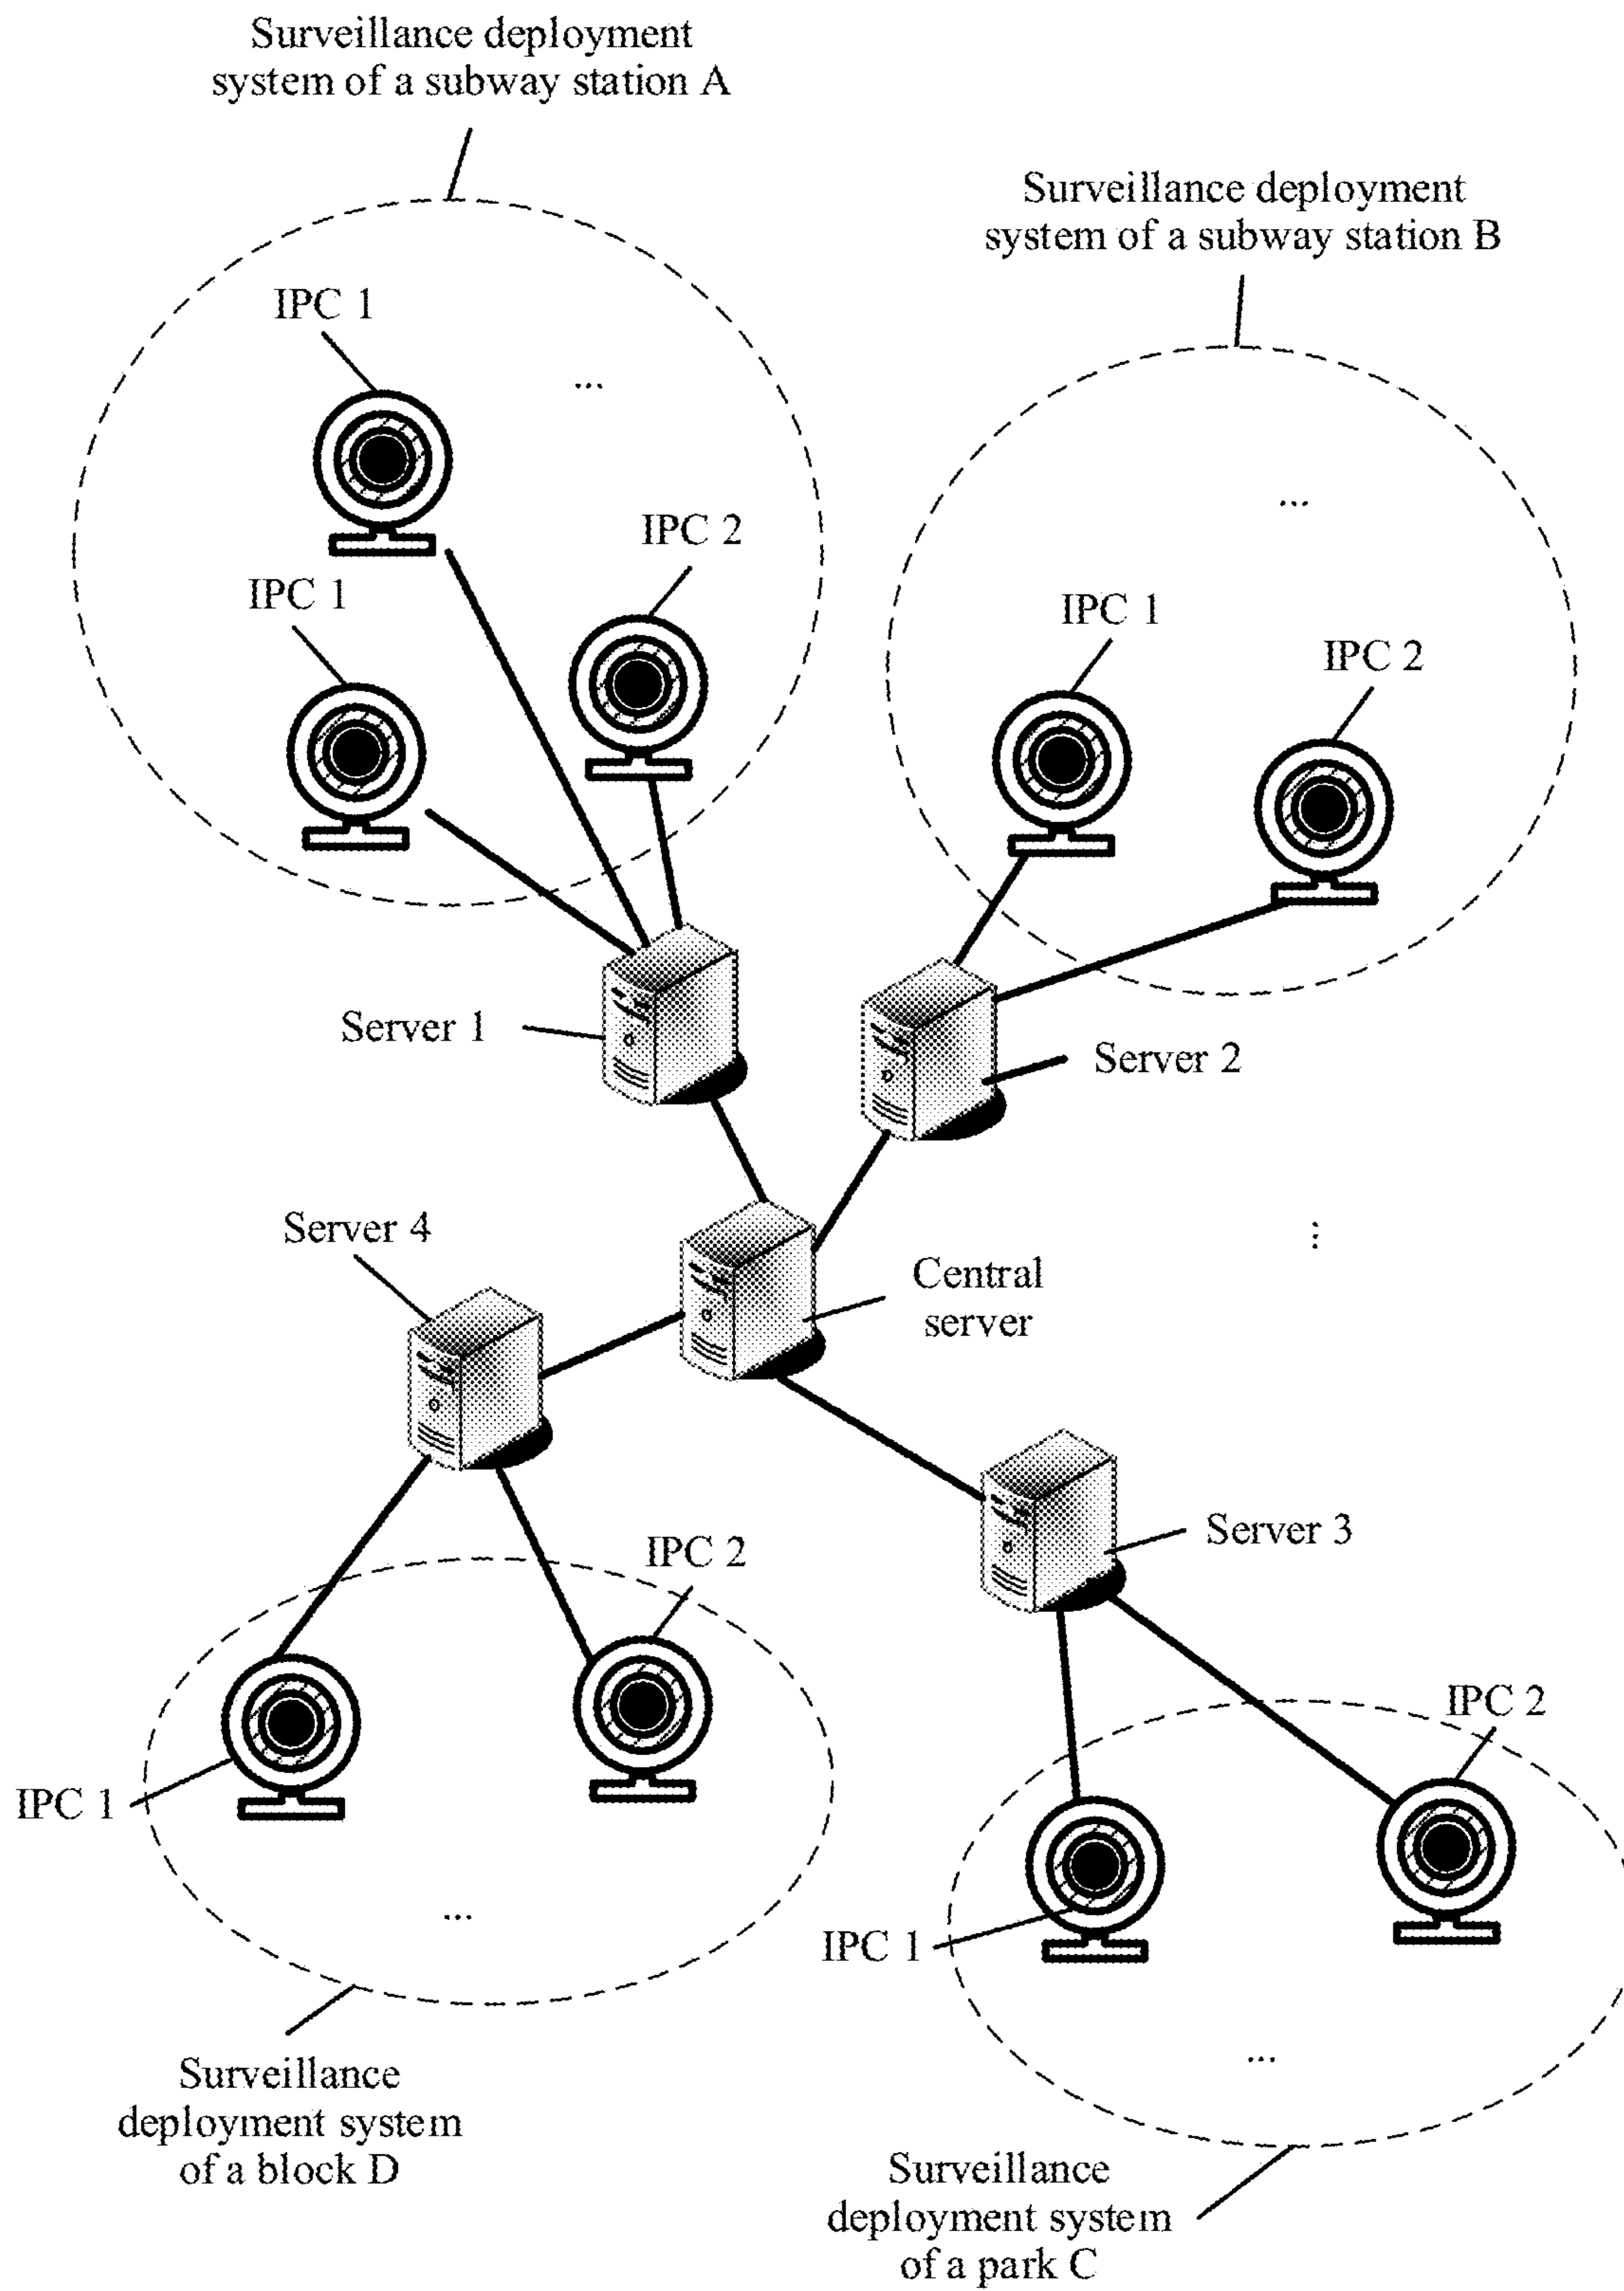 Surveillance deployment
system of a subway station A
Surveillance deployment
system of a subway station B
IPC 1
...
...
IPC 2
IPC 1
IPC 1
IPC 2
Server 1
Server 2
Server 4
...
Central
server
Server 3
IPC 2
IPC 2
IPC 1
...
IPC 1
...
Surveillance
deployment system
of a block D
Surveillance
deployment system
of a park C